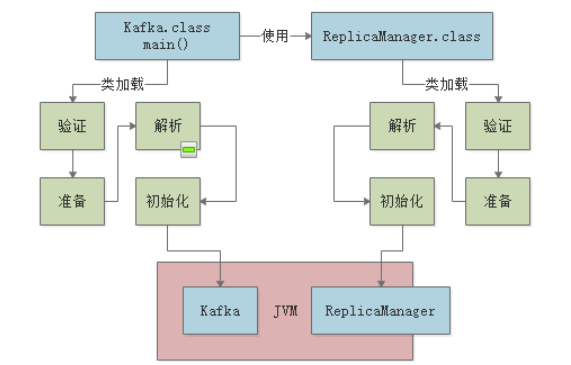 Kafka.class
main()
使用
ReplicaManager.class
类加载
类加载
验证
解析
解析
验证
准备
初始化
初始化
准备
Kafka
JVM
ReplicaManager